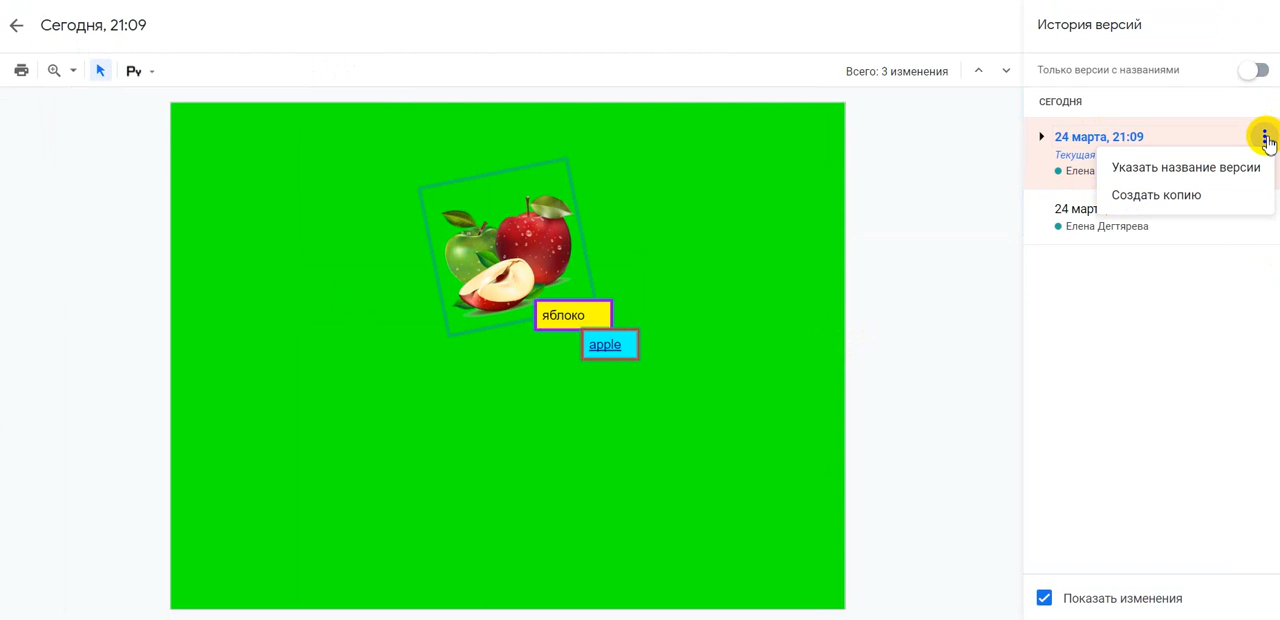 Сегодня, 21:09
История версий
Pγ
Всего: 3 изменения
Только версии с названиями
СЕГОДНЯ
24 марта, 21:09
Текущая
Елена
Указать название версии
Создать копию
24 март
Елена Дегтярева
яблоко
apple
Показать изменения